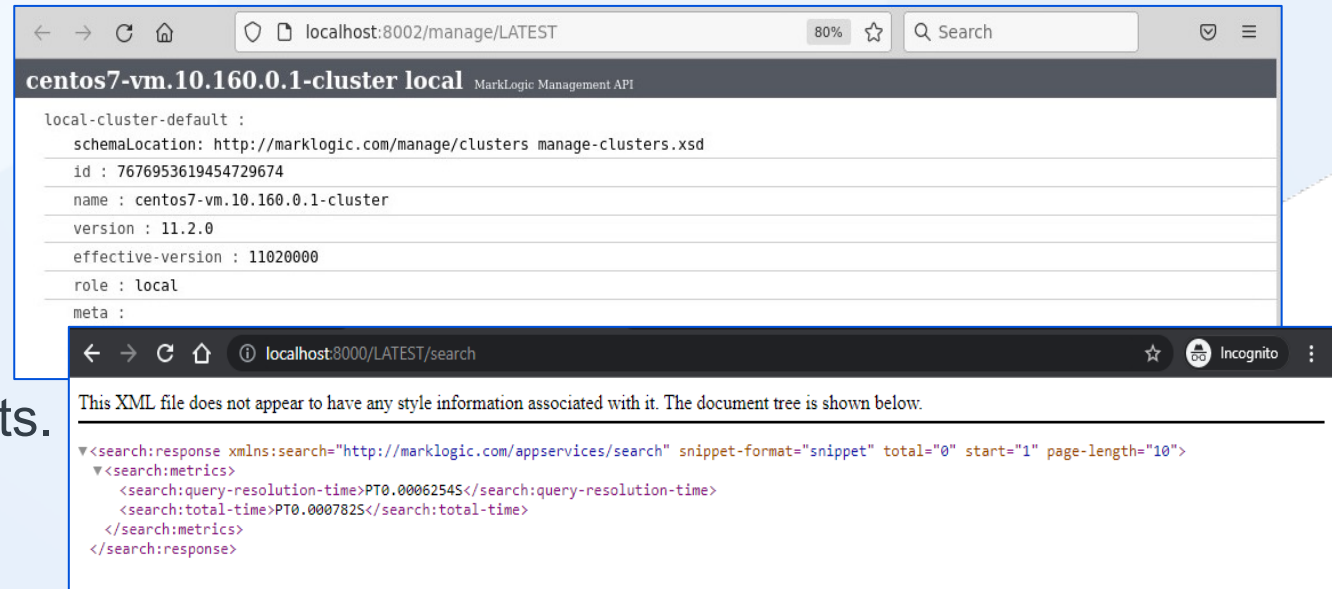 localhost:8002/manage/LATEST 80% Search
centos7-vm.10.160.0.1-cluster local MarkLogic Management API
local-cluster-default :
schemaLocation: http://marklogic.com/manage/clusters manage-clusters.xsd
id : 7676953619454729674
name : centos7-vm.10.160.0.1-cluster
version : 11.2.0
effective-version : 11020000
role : local
meta :
localhost:8000/LATEST/search Incognito
ts.
This XML file does not appear to have any style information associated with it. The document tree is shown below.
▼<search:response xmlns:search="http://marklogic.com/appservices/search" snippet-format="snippet" total="0" start="1" page-length="10">
▼<search:metrics>
<search:query-resolution-time>PT0.0006254S</search:query-resolution-time>
<search:total-time>PT0.000782S</search:total-time>
</search:metrics>
</search:response>